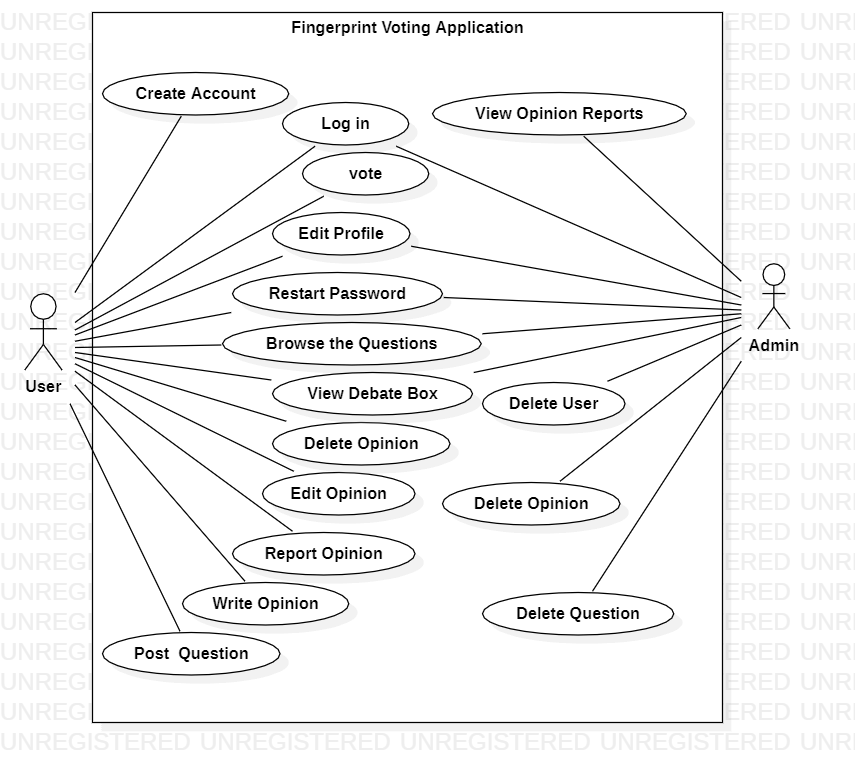 Fingerprint Voting Application
Create Account
Log in
View Opinion Reports
vote
Edit Profile
Restart Password
Browse the Questions
View Debate Box
Delete User
Delete Opinion
Edit Opinion
Delete Opinion
Report Opinion
Write Opinion
Delete Question
Post  Question
User
Admin
UNREGISTERED UNREGISTERED UNREGISTERED UNREGISTERED UNRE